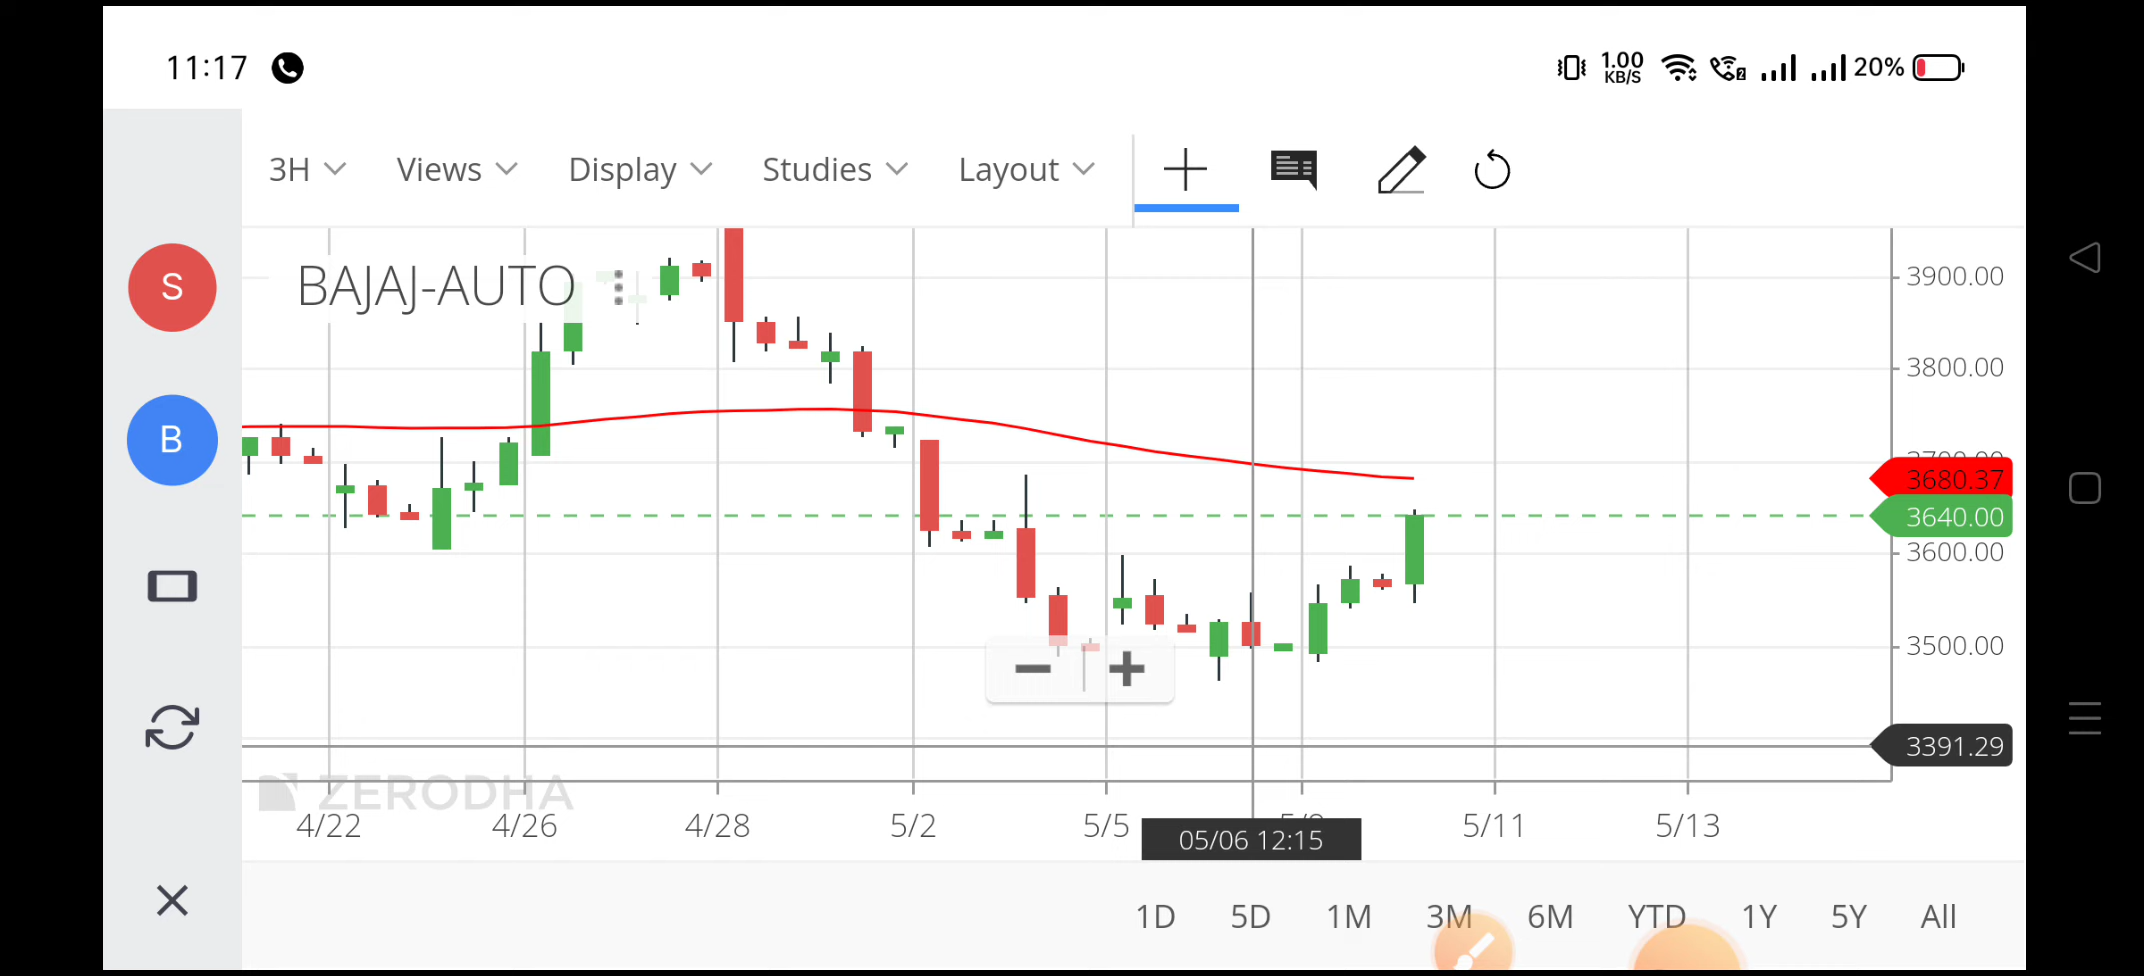 11:17
1.00 KB/S
20%
3H Views Display Studies Layout
S
BAJAJ-AUTO
3900.00
3800.00
B
3700.00
3680.37
3640.00
3600.00
3500.00
3391.29
ZERODHA
4/22 4/26 4/28 5/2 5/5 5/11 5/13
05/06 12:15
1D 5D 1M 3M 6M YTD 1Y 5Y All